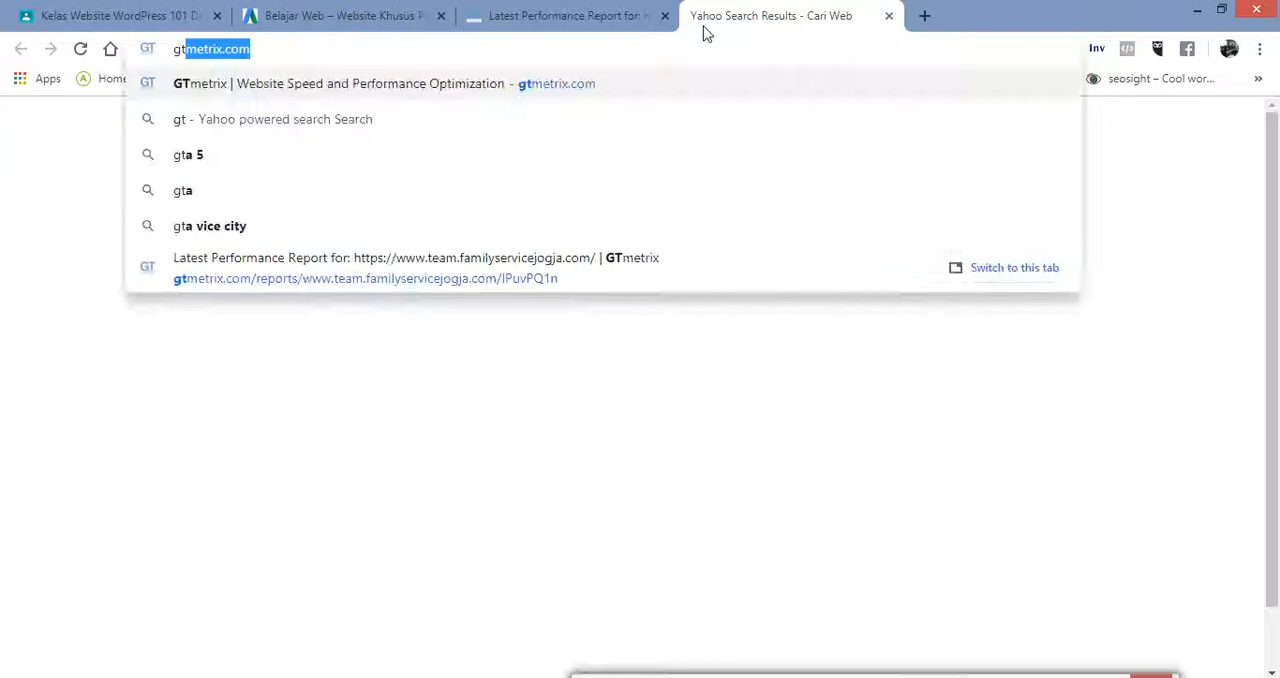 Kelas Website WordPress 101 D
Belajar Web – Website Khusus P
Latest Performance Report for: h
Yahoo Search Results - Cari Web
GT gtmetrix.com
Inv
Apps
Home
seosight – Cool wor...
GT GTmetrix | Website Speed and Performance Optimization - gtmetrix.com
gt - Yahoo powered search Search
gta 5
gta
gta vice city
GT Latest Performance Report for: https://www.team.familyservicejogja.com/ | GTmetrix
gtmetrix.com/reports/www.team.familyservicejogja.com/IPuvPQ1n
Switch to this tab